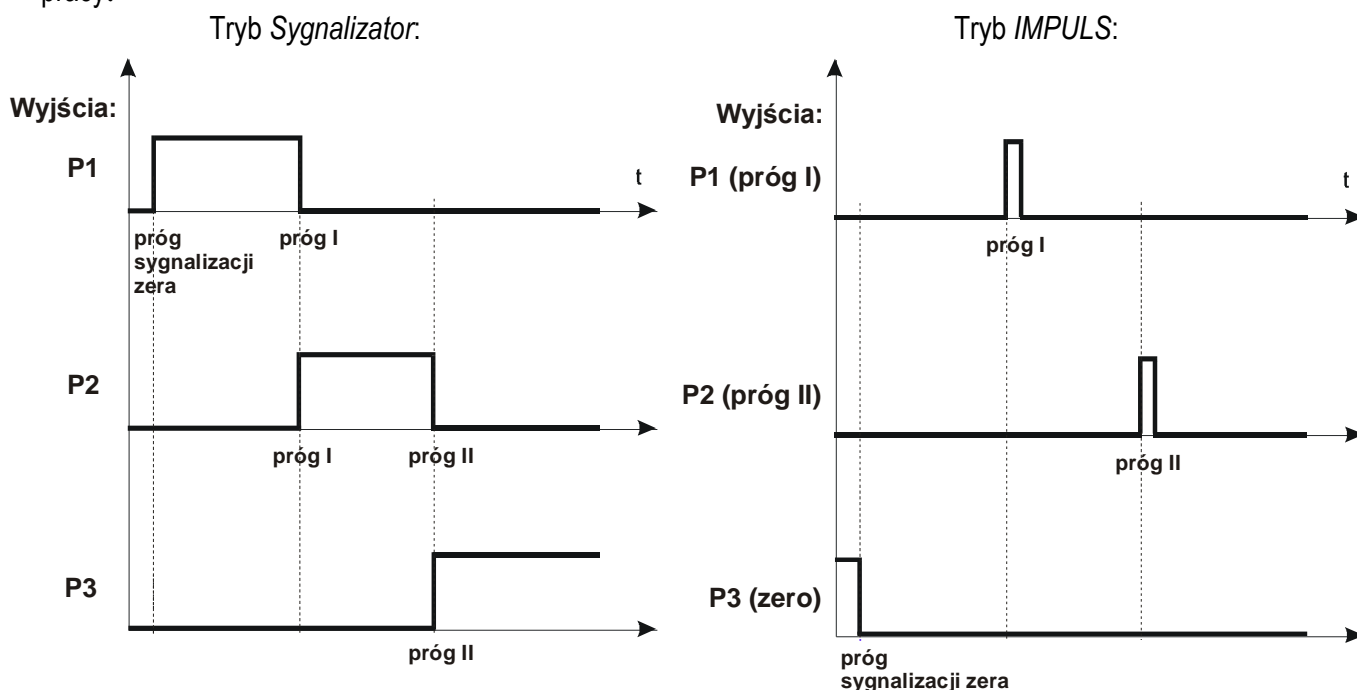 pracy.
Tryb Sygnalizator:
Wyjścia:
P1
t
próg
sygnalizacji
zera
próg I
P2
próg I
próg II
P3
próg II
Tryb IMPULS:
Wyjścia:
P1 (próg I)
t
próg I
P2 (próg II)
próg II
P3 (zero)
próg
sygnalizacji zera